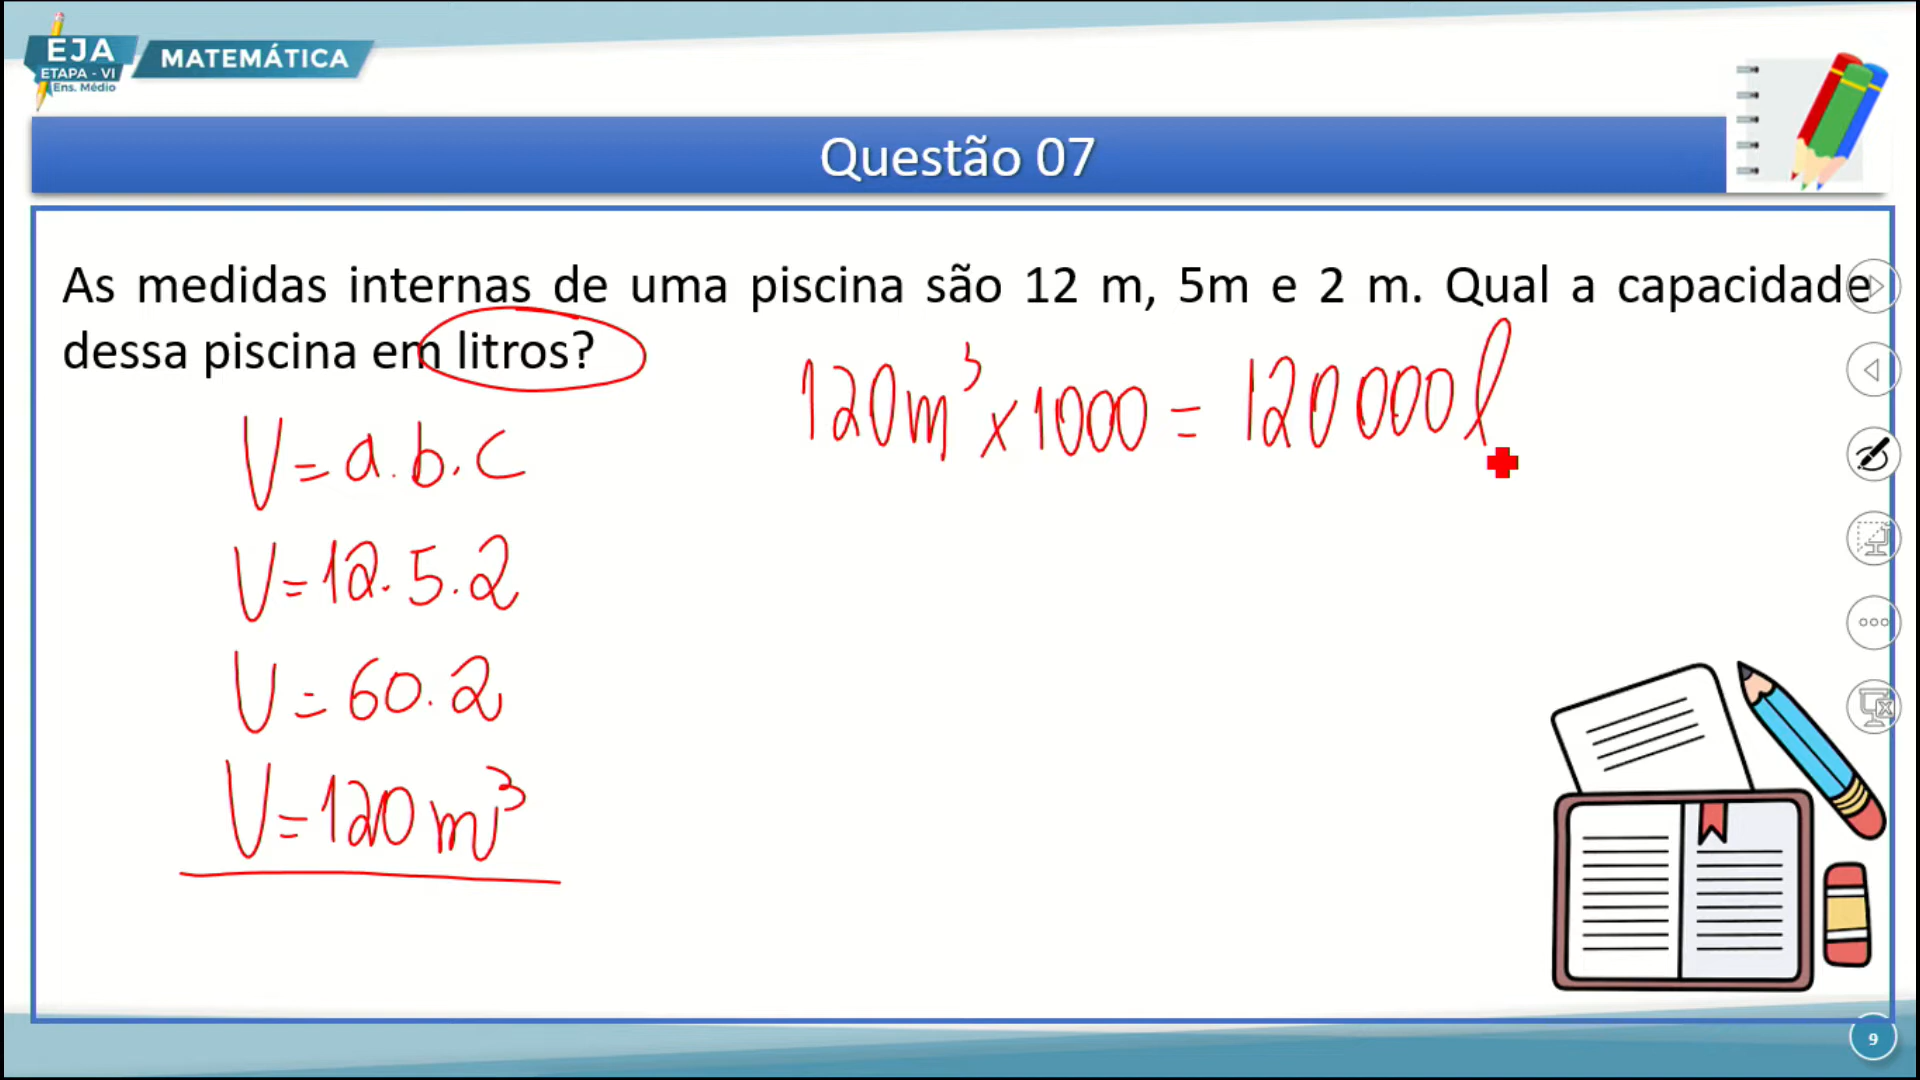 EJA
ETAPA - VI
Ens. Médio
MATEMÁTICA
Questão 07
As medidas internas de uma piscina são 12 m, 5m e 2 m. Qual a capacidade
dessa piscina em litros?
120m³ x 1000 = 120 000 l
V = a.b.c
V = 12.5.2
V = 60.2
V = 120 m³
9